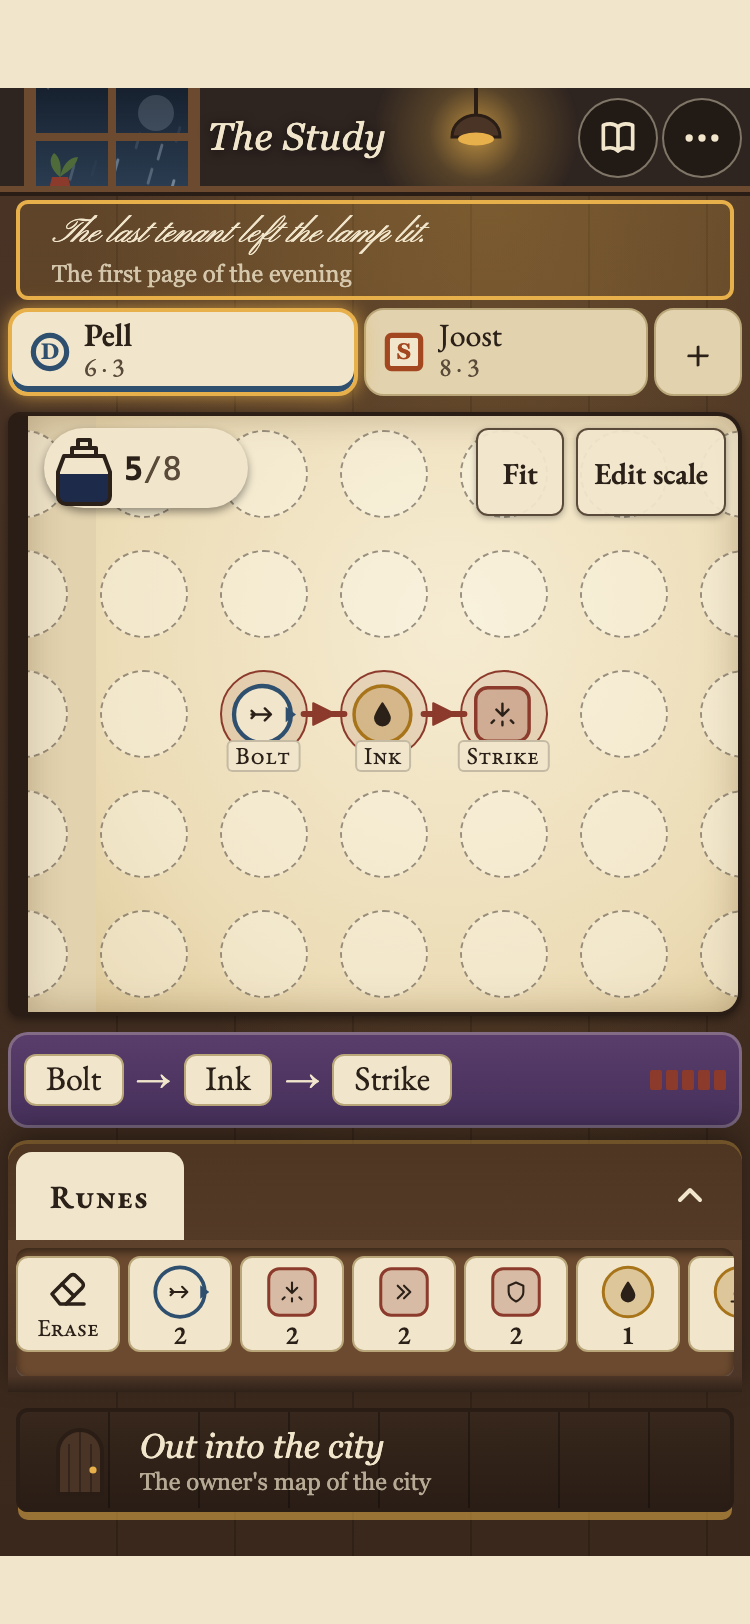 The Study
The last tenant left the lamp lit.
The first page of the evening
D Pell
6 · 3
S Joost
8 · 3
+
5/8
Fit
Edit scale
Bolt
Ink
Strike
Bolt → Ink → Strike
Runes
Erase
2
2
2
2
1
Out into the city
The owner's map of the city